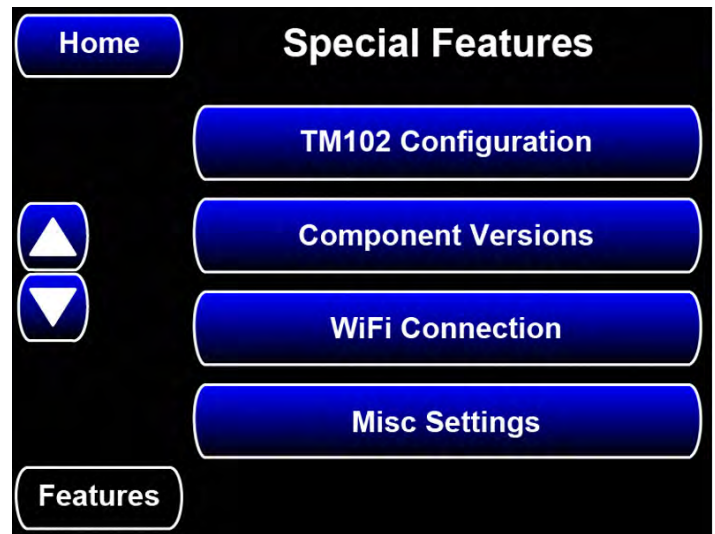 Home
Special Features
TM102 Configuration
Component Versions
WiFi Connection
Misc Settings
Features